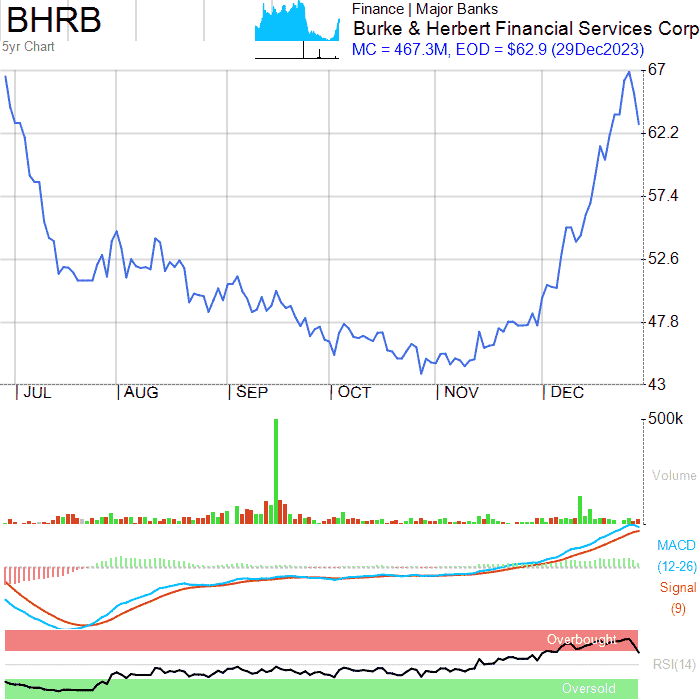 BHRB
5yr Chart
Finance | Major Banks
Burke & Herbert Financial Services Corp
MC = 467.3M, EOD = $62.9 (29Dec2023)
67
62.2
57.4
52.6
47.8
43
JUL AUG SEP OCT NOV DEC
500k
Volume
MACD
(12-26)
Signal
(9)
Overbought
RSI(14)
Oversold